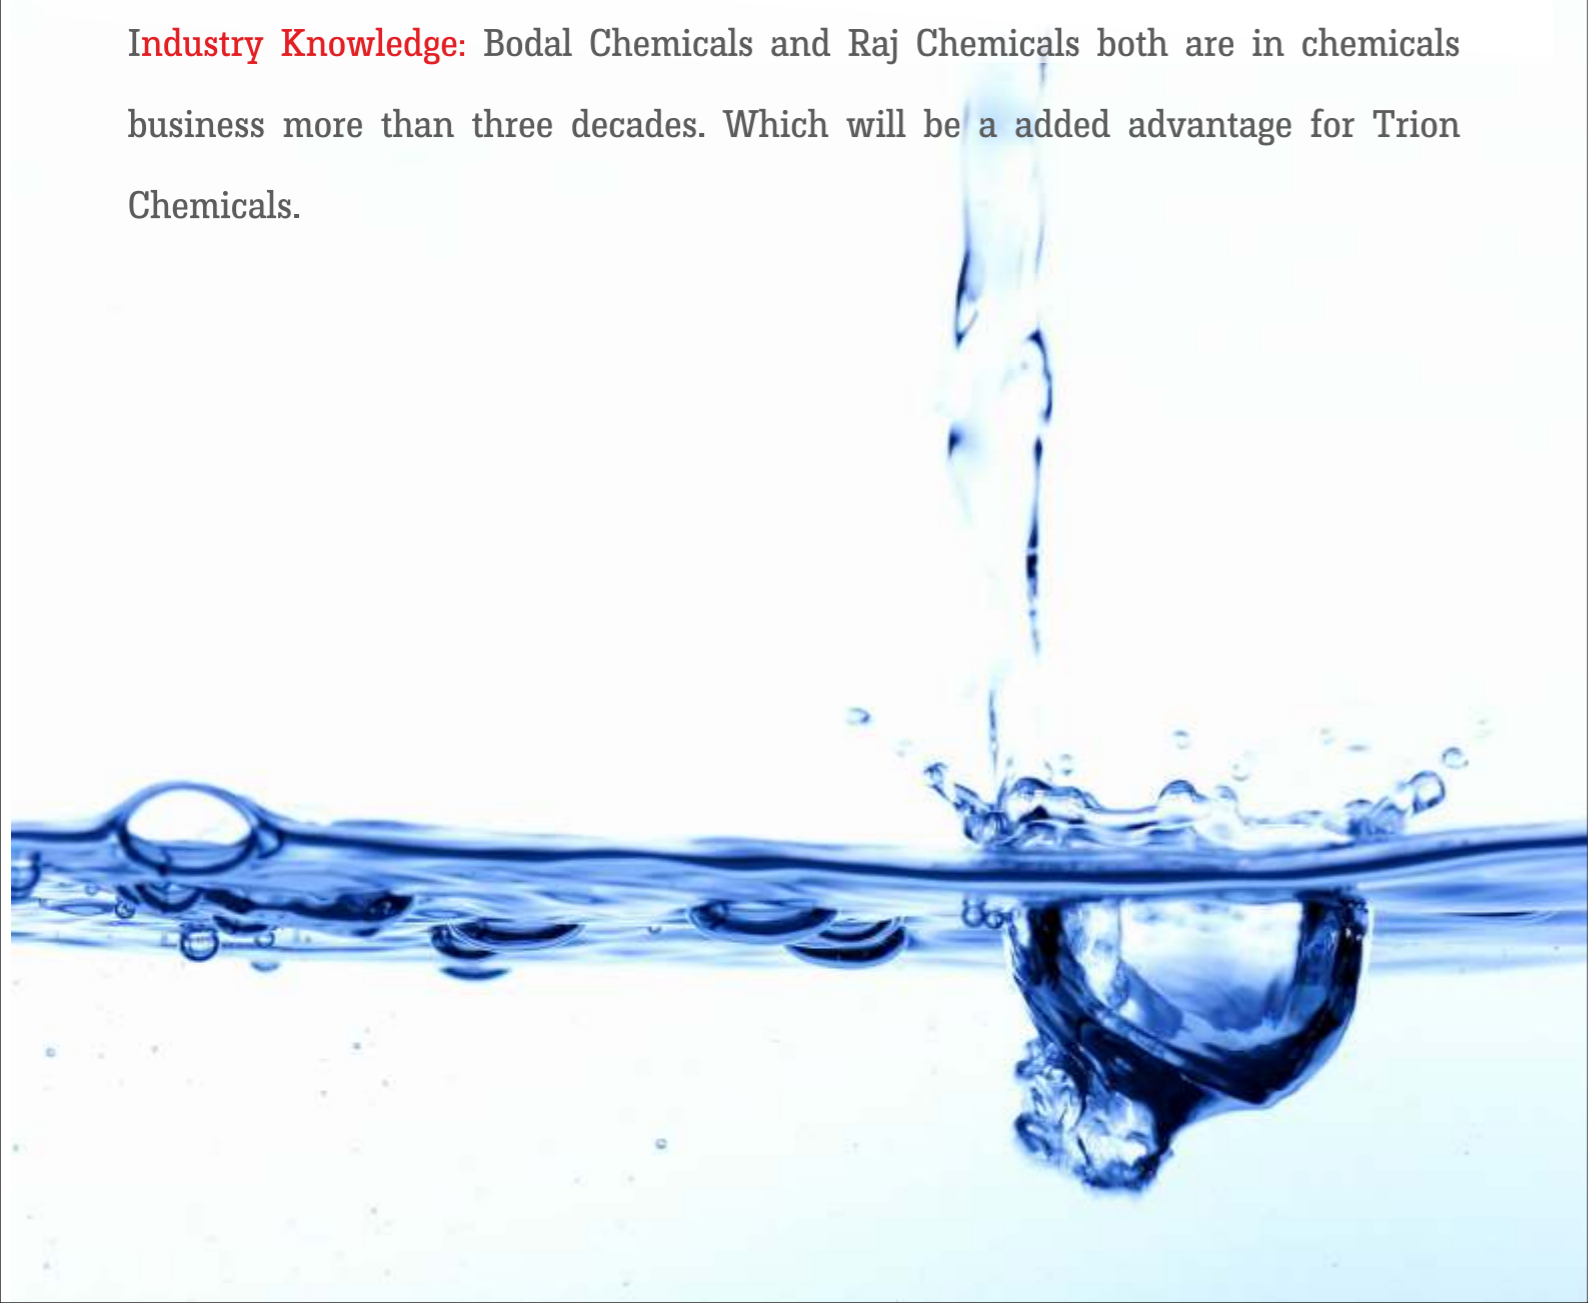 Industry Knowledge: Bodal Chemicals and Raj Chemicals both are in chemicals
business more than three decades. Which will be a added advantage for Trion
Chemicals.